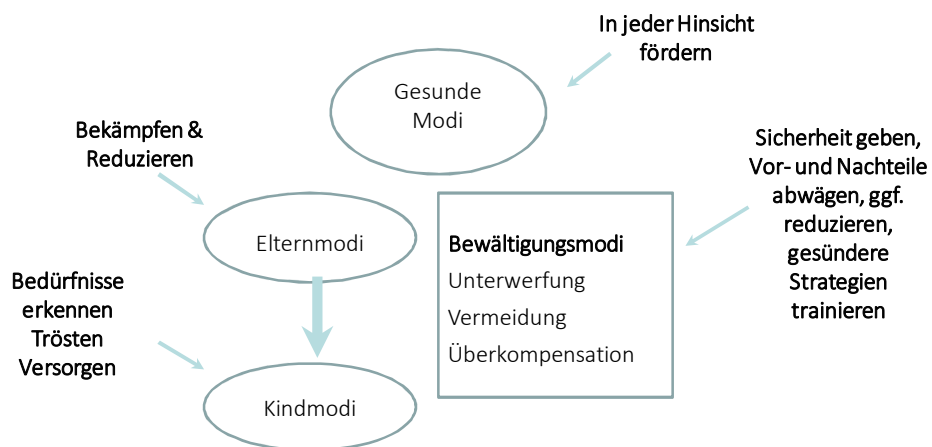 In jeder Hinsicht
fördern
Gesunde
Modi
Bekämpfen &
Reduzieren
Sicherheit geben,
Vor- und Nachteile
abwägen, ggf.
reduzieren,
gesündere
Strategien
trainieren
Elternmodi
Bewältigungsmodi
Unterwerfung
Vermeidung
Überkompensation
Bedürfnisse
erkennen
Trösten
Versorgen
Kindmodi